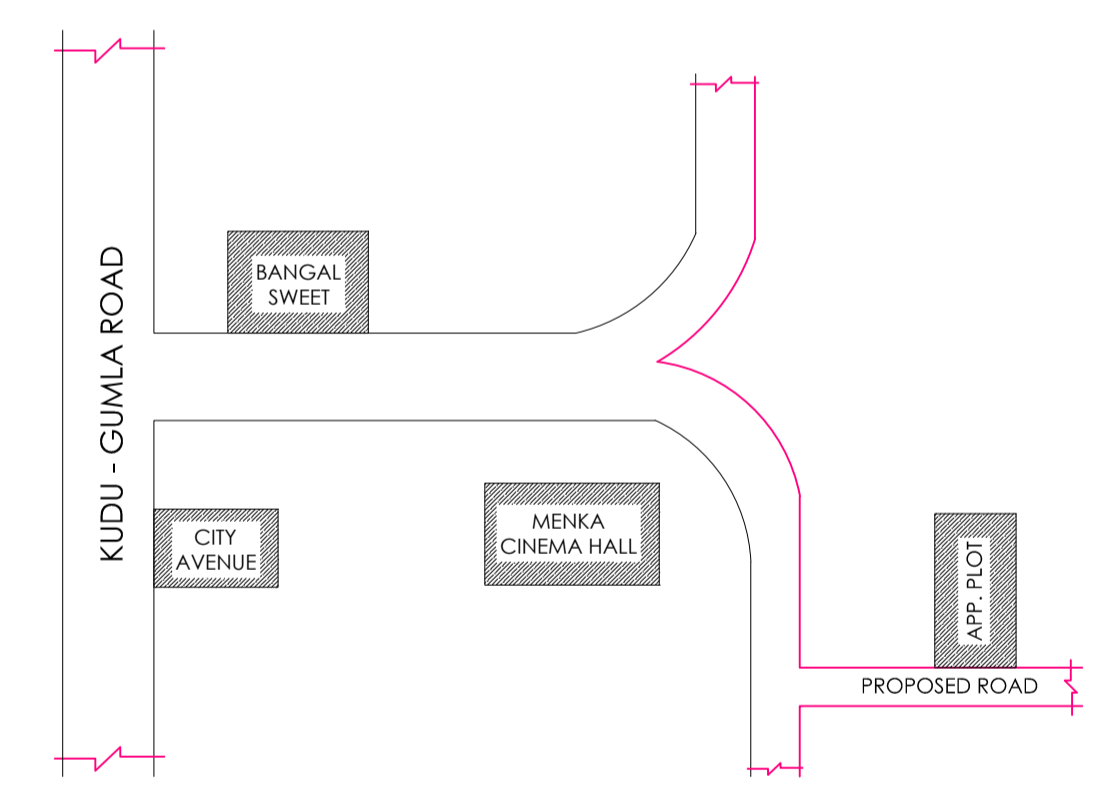 KUDU - GUMLA ROAD
BANGAL
SWEET
CITY
AVENUE
MENKA
CINEMA HALL
APP. PLOT
PROPOSED ROAD